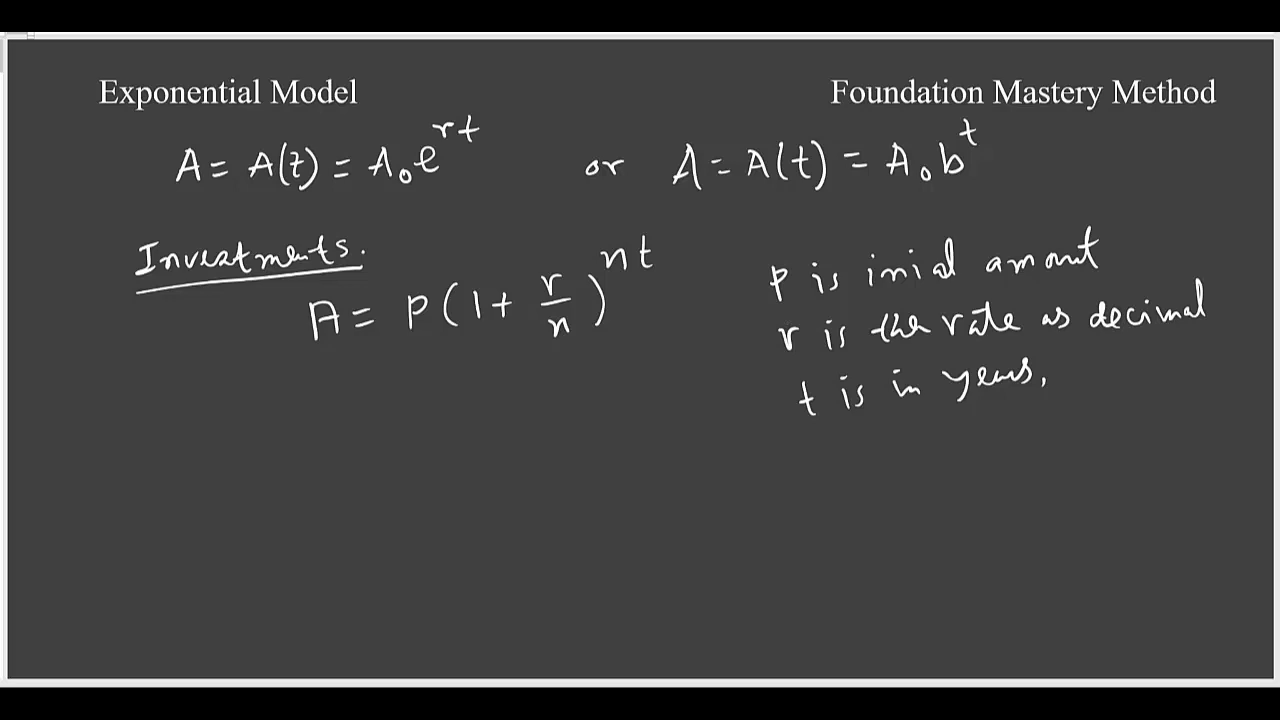 Exponential Model
Foundation Mastery Method
A = A(t) = A₀e^{rt} or A = A(t) = A₀b^t
Investments.
A = P(1 + r/n)^{nt}
P is inial amount
r is the rate as decimal
t is in years,